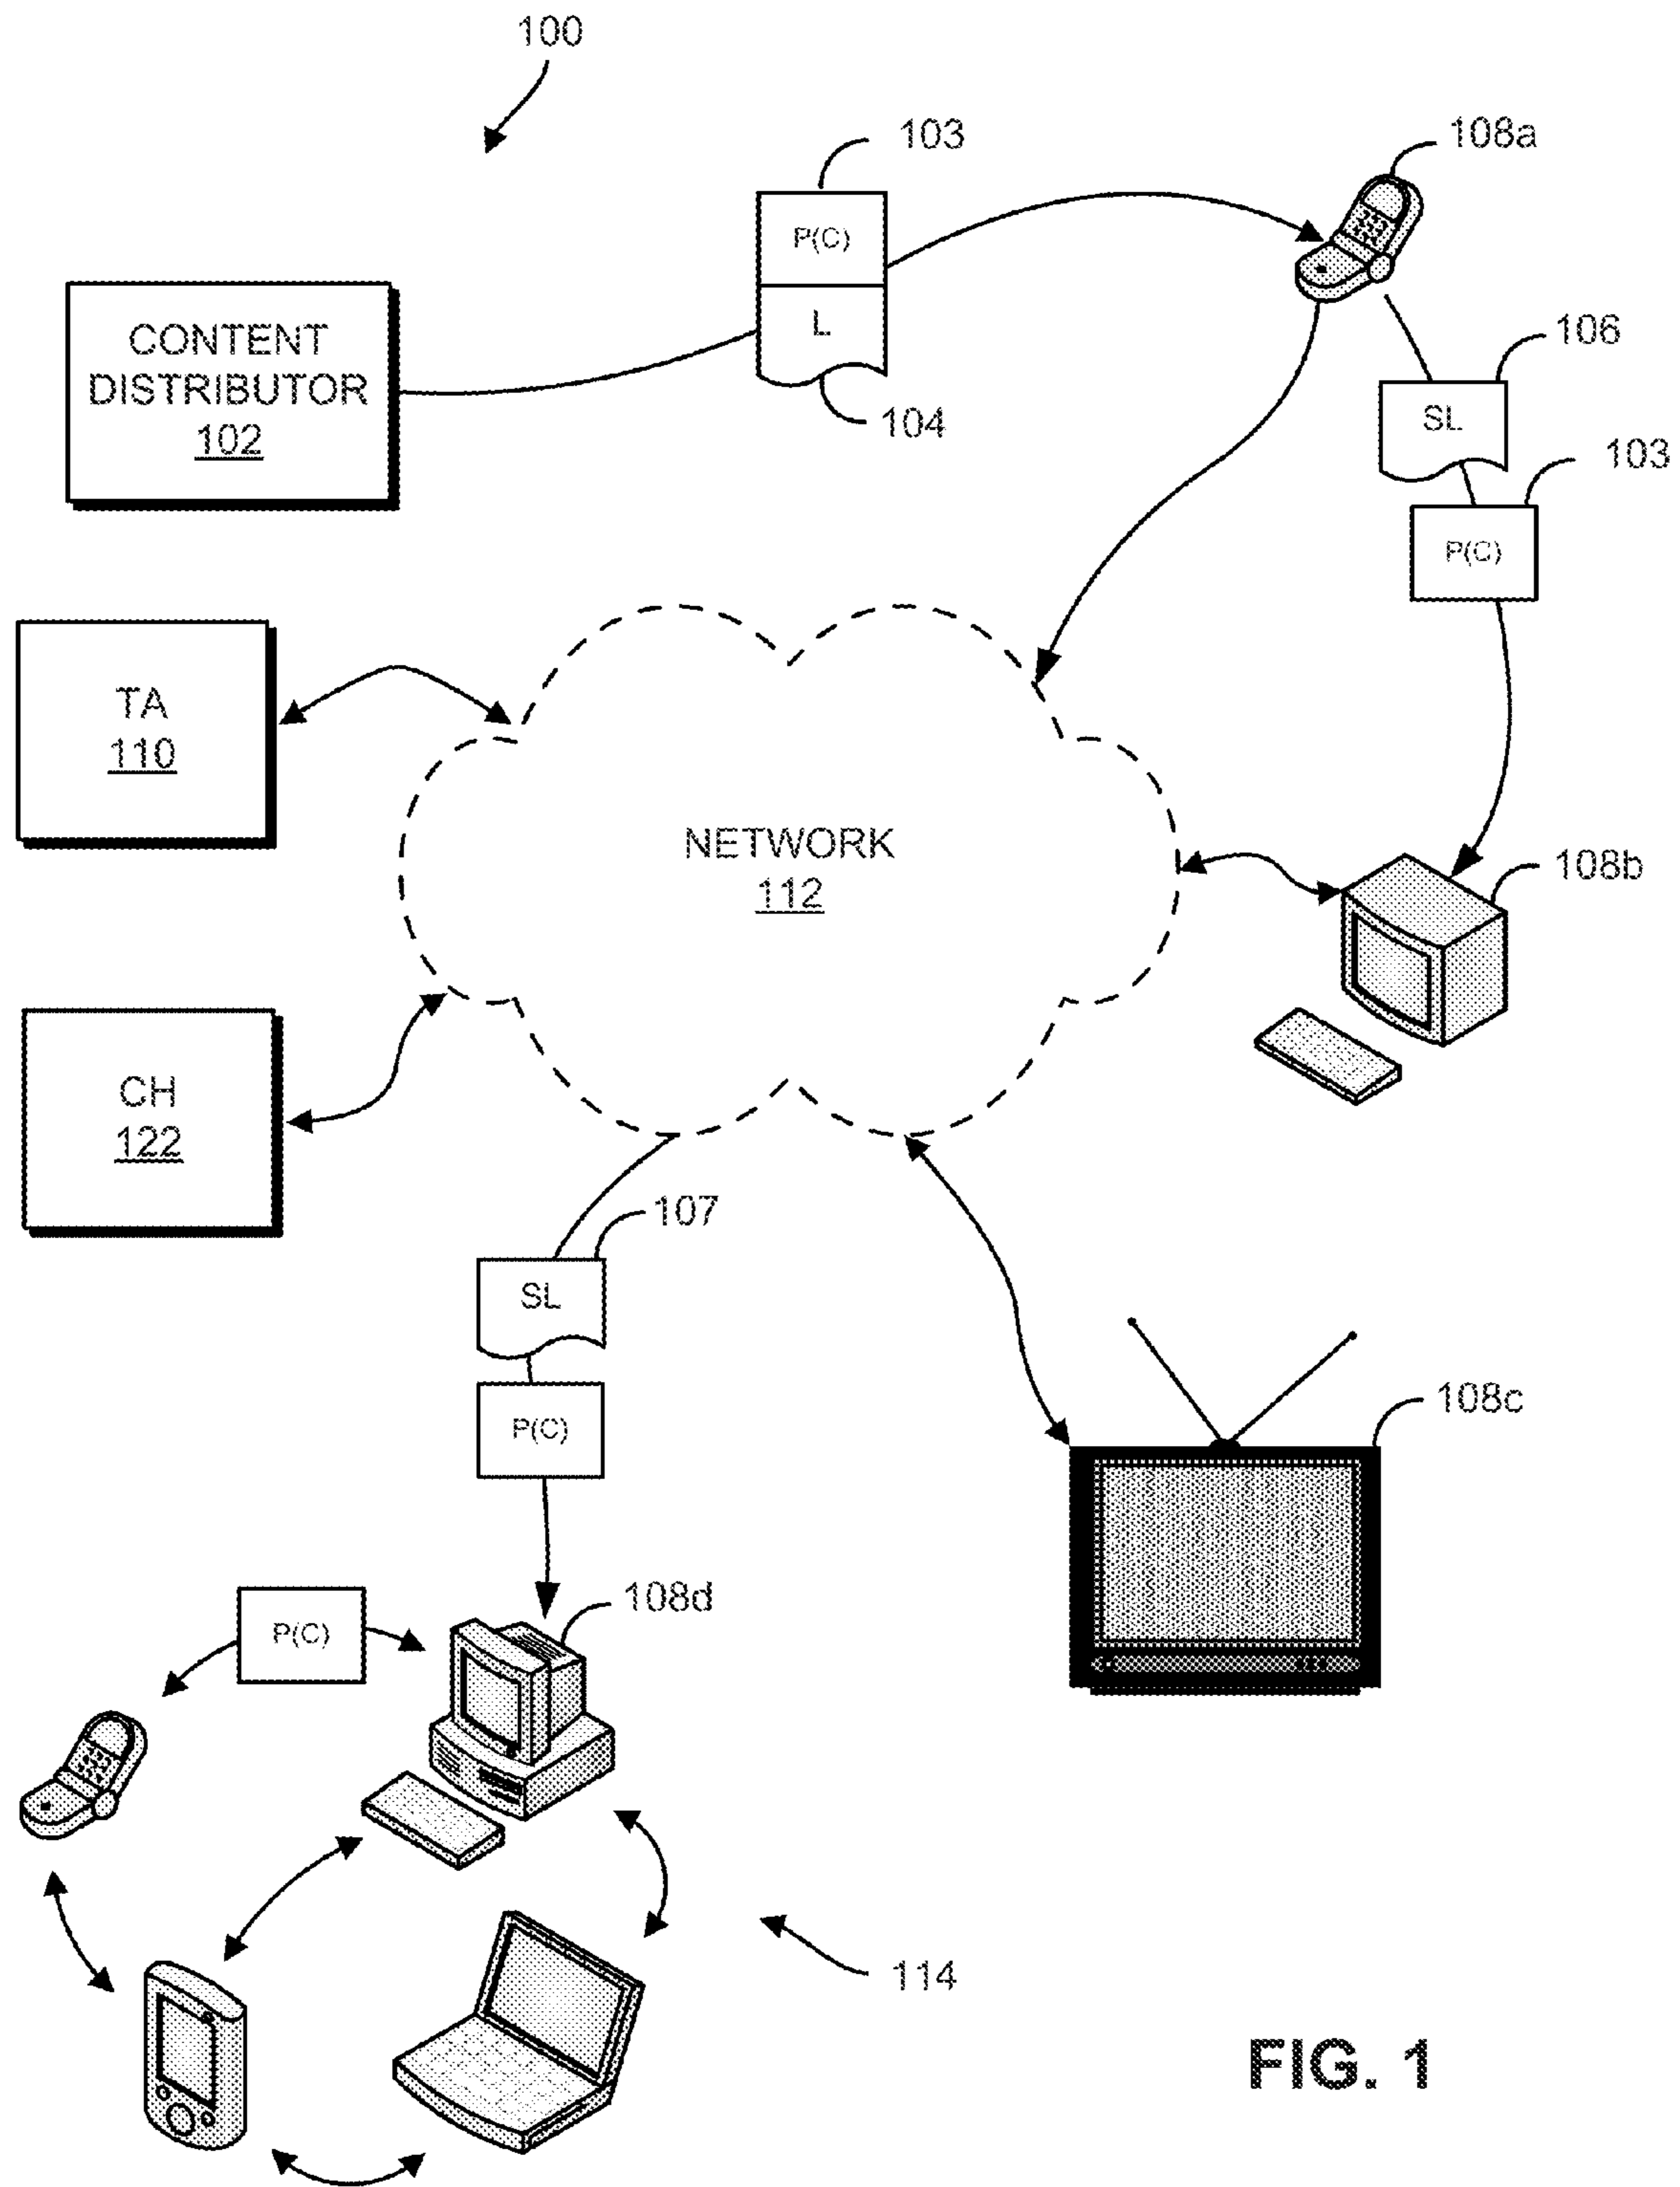 100
103
108a
P(C)
L
104
CONTENT
DISTRIBUTOR
102
106
SL
103
P(C)
TA
110
NETWORK
112
108b
CH
122
107
SL
P(C)
108c
P(C)
108d
114
FIG. 1